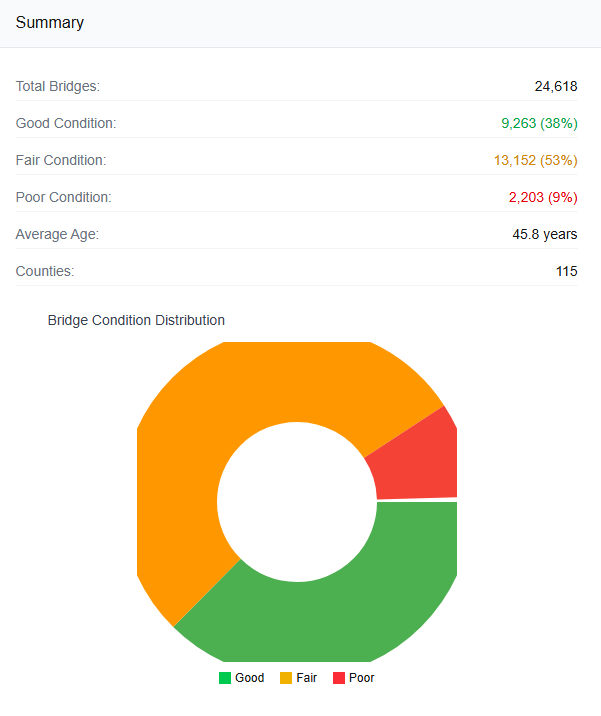 Summary
Total Bridges: 24,618
Good Condition: 9,263 (38%)
Fair Condition: 13,152 (53%)
Poor Condition: 2,203 (9%)
Average Age: 45.8 years
Counties: 115
Bridge Condition Distribution
Good Fair Poor